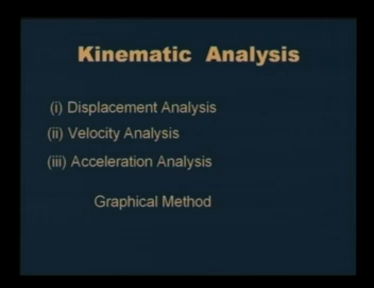 Kinematic Analysis
(i) Displacement Analysis
(ii) Velocity Analysis
(iii) Acceleration Analysis
Graphical Method